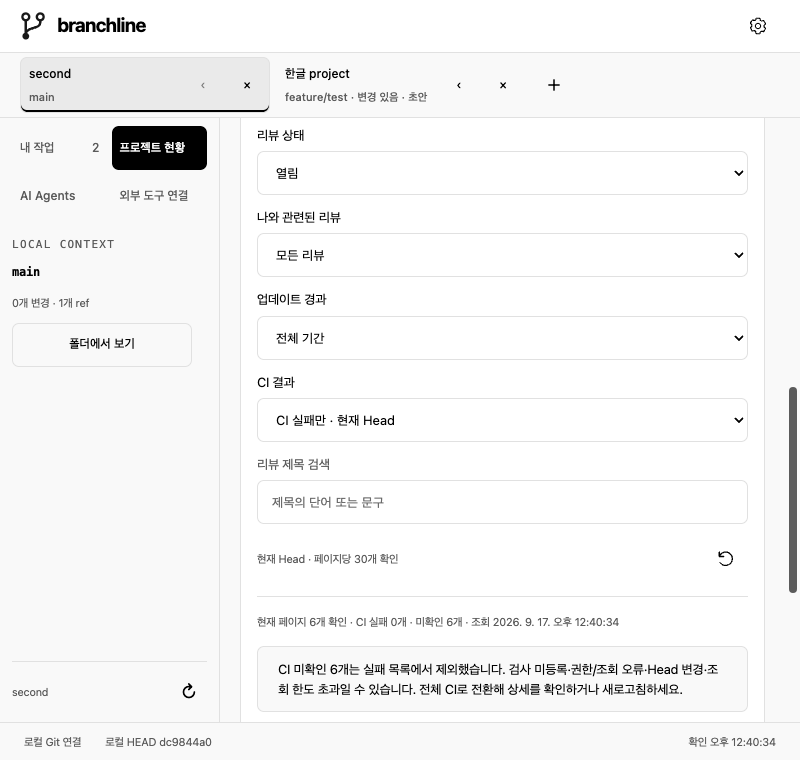 branchline
second
main
한글 project
feature/test · 변경 있음 · 초안
내 작업 2
프로젝트 현황
AI Agents
외부 도구 연결
LOCAL CONTEXT
main
0개 변경 · 1개 ref
폴더에서 보기
second
리뷰 상태
열림
나와 관련된 리뷰
모든 리뷰
업데이트 경과
전체 기간
CI 결과
CI 실패만 · 현재 Head
리뷰 제목 검색
제목의 단어 또는 문구
현재 Head · 페이지당 30개 확인
현재 페이지 6개 확인 · CI 실패 0개 · 미확인 6개 · 조회 2026. 9. 17. 오후 12:40:34
CI 미확인 6개는 실패 목록에서 제외했습니다. 검사 미등록·권한/조회 오류·Head 변경·조
회 한도 초과일 수 있습니다. 전체 CI로 전환해 상세를 확인하거나 새로고침하세요.
로컬 Git 연결
로컬 HEAD dc9844a0
확인 오후 12:40:34